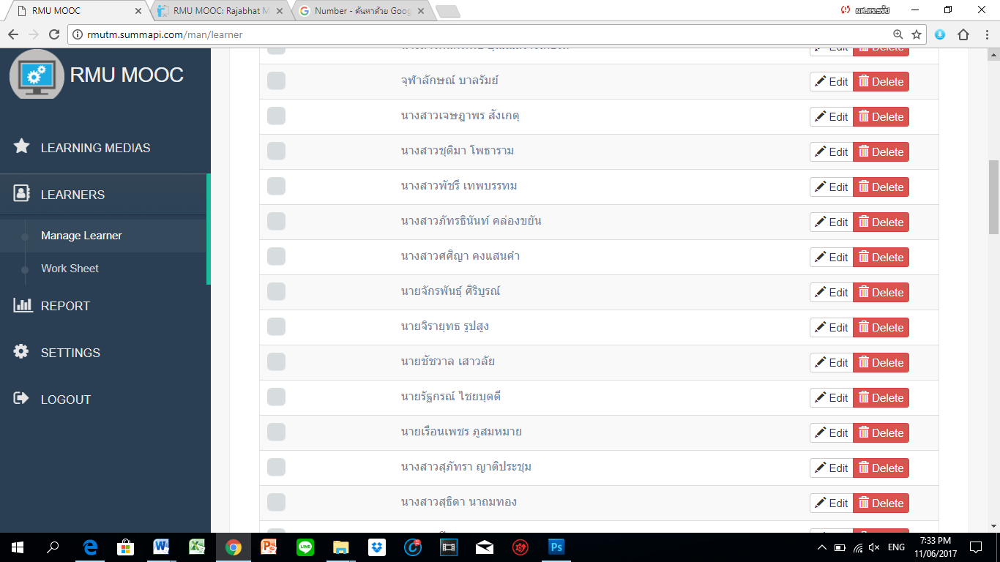 RMU MOOC
RMU MOOC: Rajabhat M
Number - ค้นหาด้วย Goog
rmutm.summapi.com/man/learner
RMU MOOC
LEARNING MEDIAS
LEARNERS
Manage Learner
Work Sheet
REPORT
SETTINGS
LOGOUT
Edit Delete
จุฬาลักษณ์ บาลรัมย์ Edit Delete
นางสาวเจษฎาพร สังเกตุ Edit Delete
นางสาวชุติมา โพธาราม Edit Delete
นางสาวพัชรี เทพบรรทม Edit Delete
นางสาวภัทรธินันท์ คล่องขยัน Edit Delete
นางสาวศศิญา คงแสนคำ Edit Delete
นายจักรพันธุ์ ศิริบูรณ์ Edit Delete
นายจิรายุทธ รูปสูง Edit Delete
นายชัชวาล เสาวลัย Edit Delete
นายรัฐกรณ์ ไชยบุดดี Edit Delete
นายเรือนเพชร ภูสมหมาย Edit Delete
นางสาวสุภัทรา ญาติประชุม Edit Delete
นางสาวสุธิดา นาถมทอง Edit Delete
ENG
7:33 PM
11/06/2017